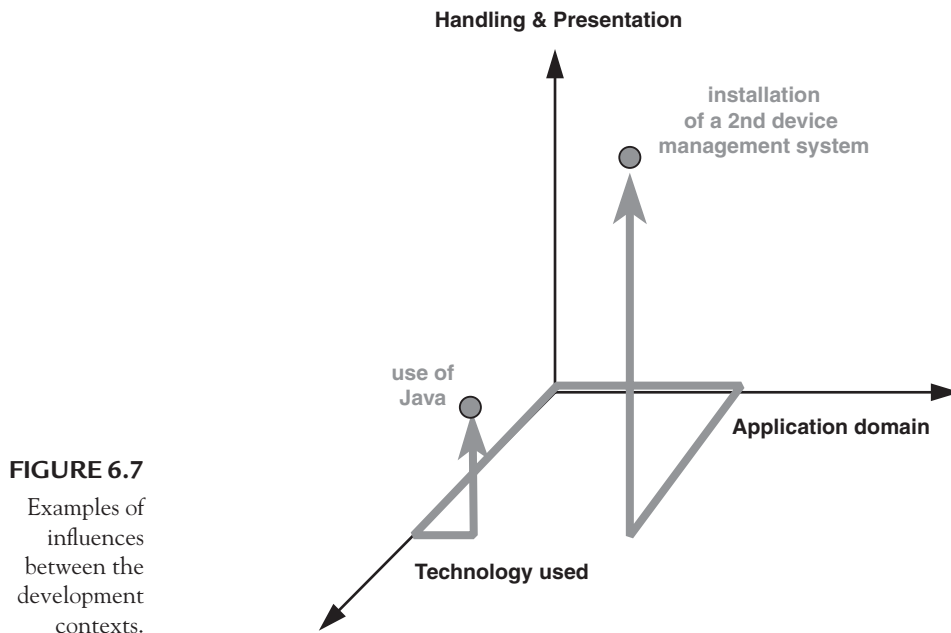 Handling & Presentation
installation
of a 2nd device
management system
use of
Java
Application domain
Technology used
FIGURE 6.7
Examples of
influences
between the
development
contexts.